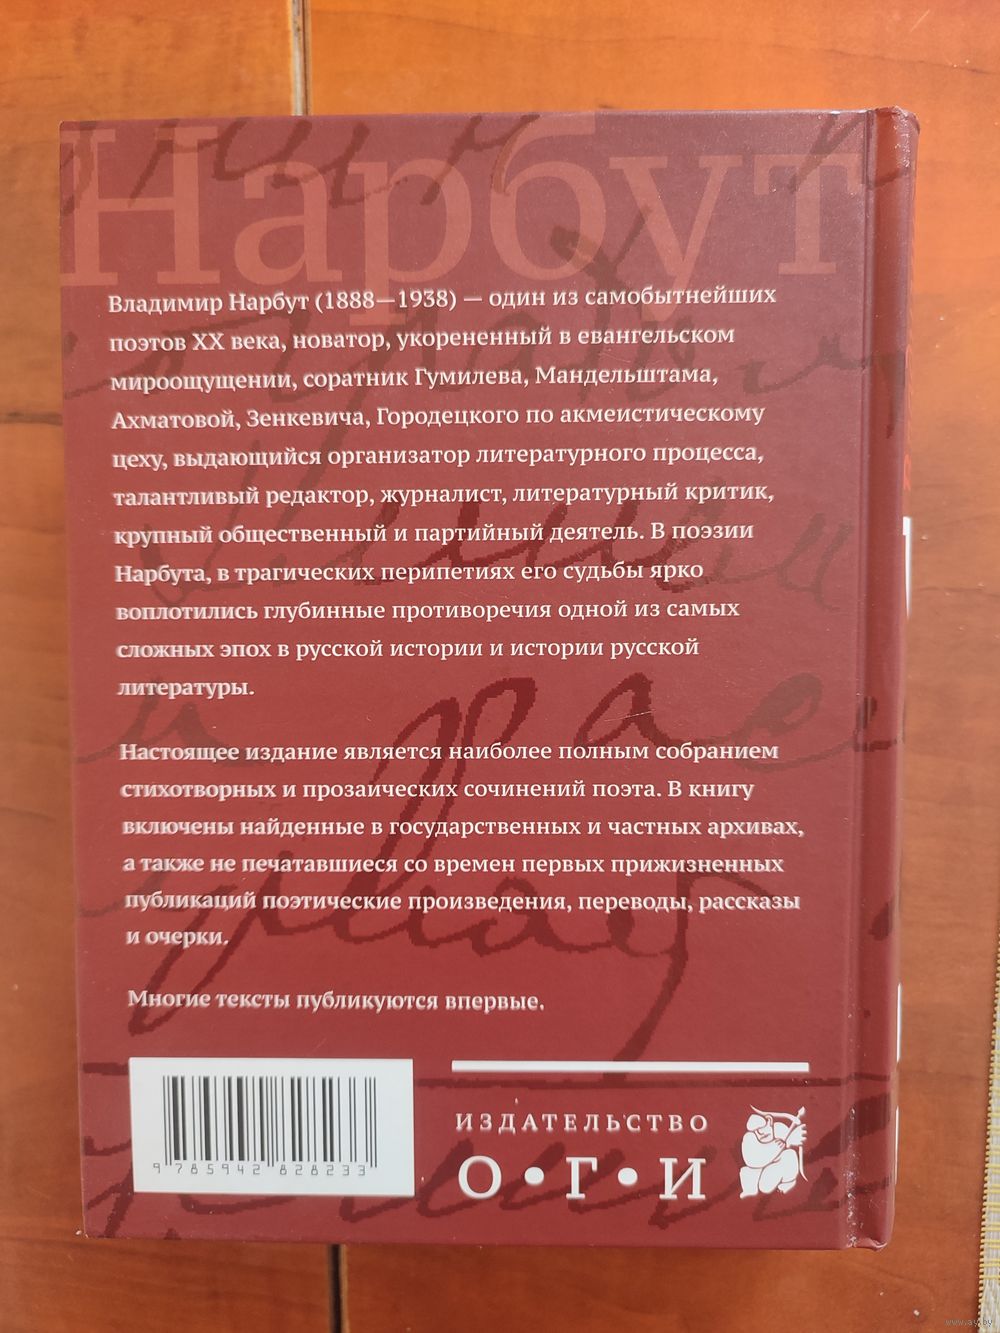 Нарбут
Владимир Нарбут (1888—1938) — один из самобытнейших
поэтов XX века, новатор, укорененный в евангельском
мироощущении, соратник Гумилева, Мандельштама,
Ахматовой, Зенкевича, Городецкого по акмеистическому
цеху, выдающийся организатор литературного процесса,
талантливый редактор, журналист, литературный критик,
крупный общественный и партийный деятель. В поэзии
Нарбута, в трагических перипетиях его судьбы ярко
воплотились глубинные противоречия одной из самых
сложных эпох в русской истории и истории русской
литературы.
Настоящее издание является наиболее полным собранием
стихотворных и прозаических сочинений поэта. В книгу
включены найденные в государственных и частных архивах,
а также не печатавшиеся со времен первых прижизненных
публикаций поэтические произведения, переводы, рассказы
и очерки.
Многие тексты публикуются впервые.
9 785942 828233
ИЗДАТЕЛЬСТВО
О•Г•И
www.ay.by